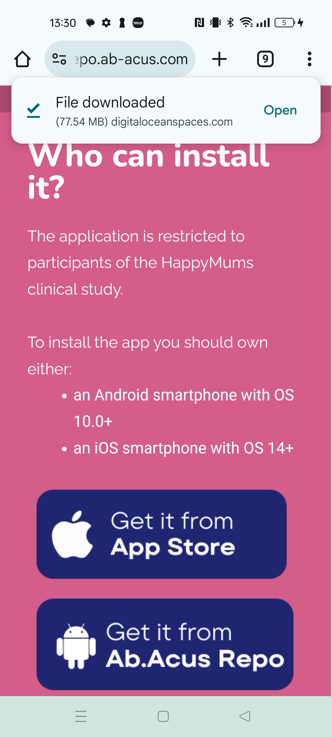 13:30
5
epo.ab-acus.com
9
File downloaded
Open
(77.54 MB) digitaloceanspaces.com
Who can install
it?
The application is restricted to
participants of the HappyMums
clinical study.
To install the app you should own
either:
• an Android smartphone with OS
10.0+
• an iOS smartphone with OS 14+
Get it from
App Store
Get it from
Ab.Acus Repo